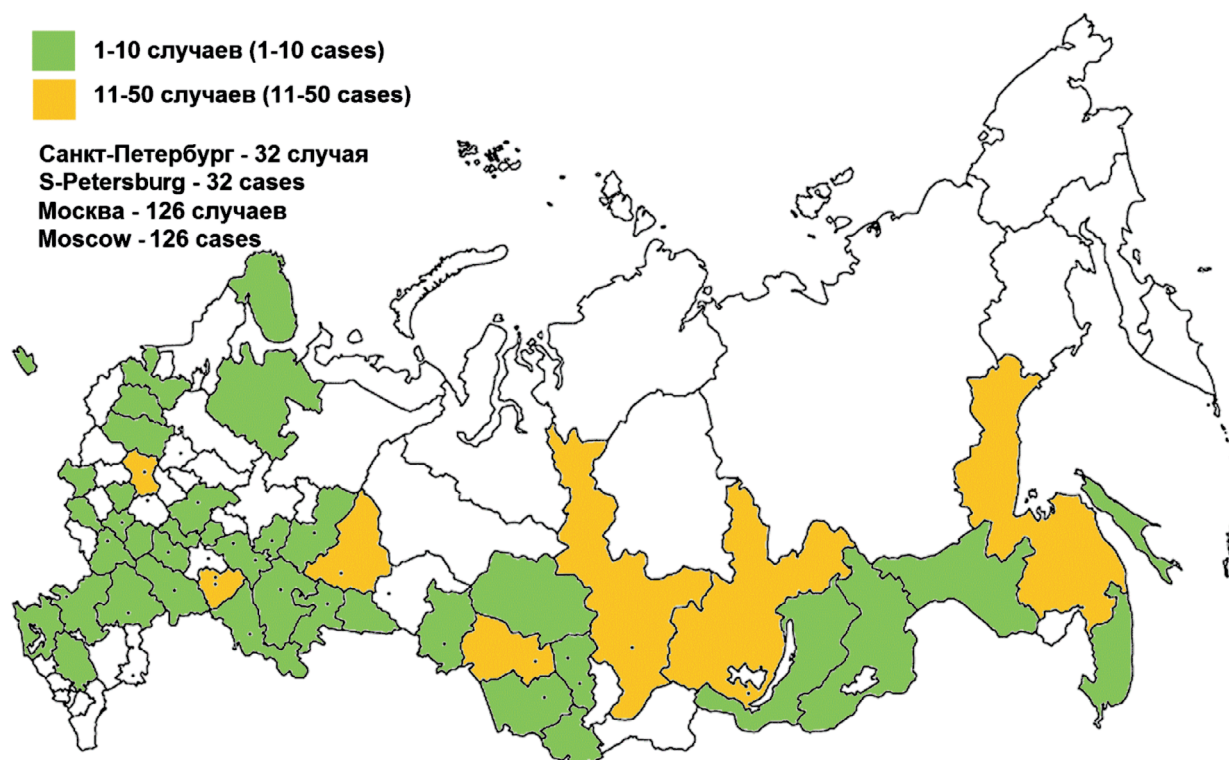 1-10 случаев (1-10 cases)
11-50 случаев (11-50 cases)
Санкт-Петербург - 32 случая
S-Petersburg - 32 cases
Москва - 126 случаев
Moscow - 126 cases